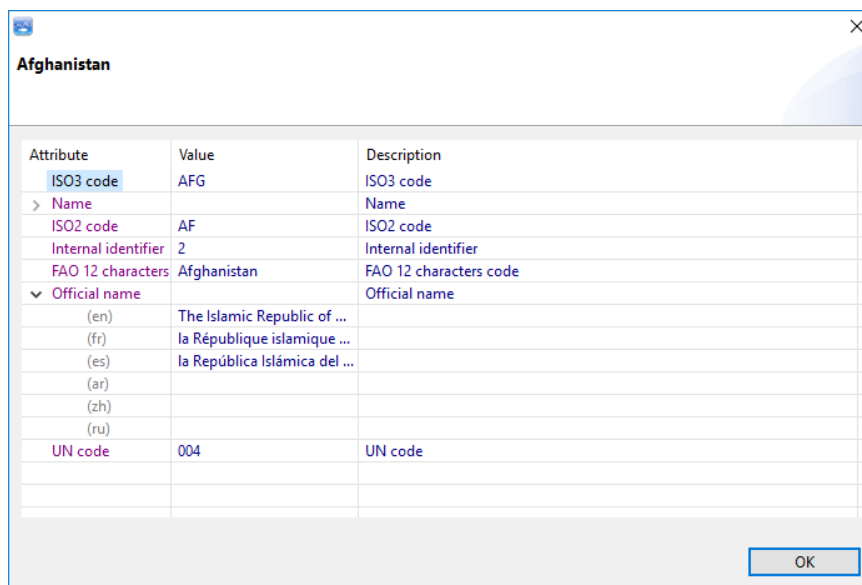 Afghanistan
Attribute Value Description
ISO3 code AFG ISO3 code
Name Name
ISO2 code AF ISO2 code
Internal identifier 2 Internal identifier
FAO 12 characters Afghanistan FAO 12 characters code
Official name Official name
(en) The Islamic Republic of ...
(fr) la République islamique ...
(es) la República Islámica del ...
(ar)
(zh)
(ru)
UN code 004 UN code
OK